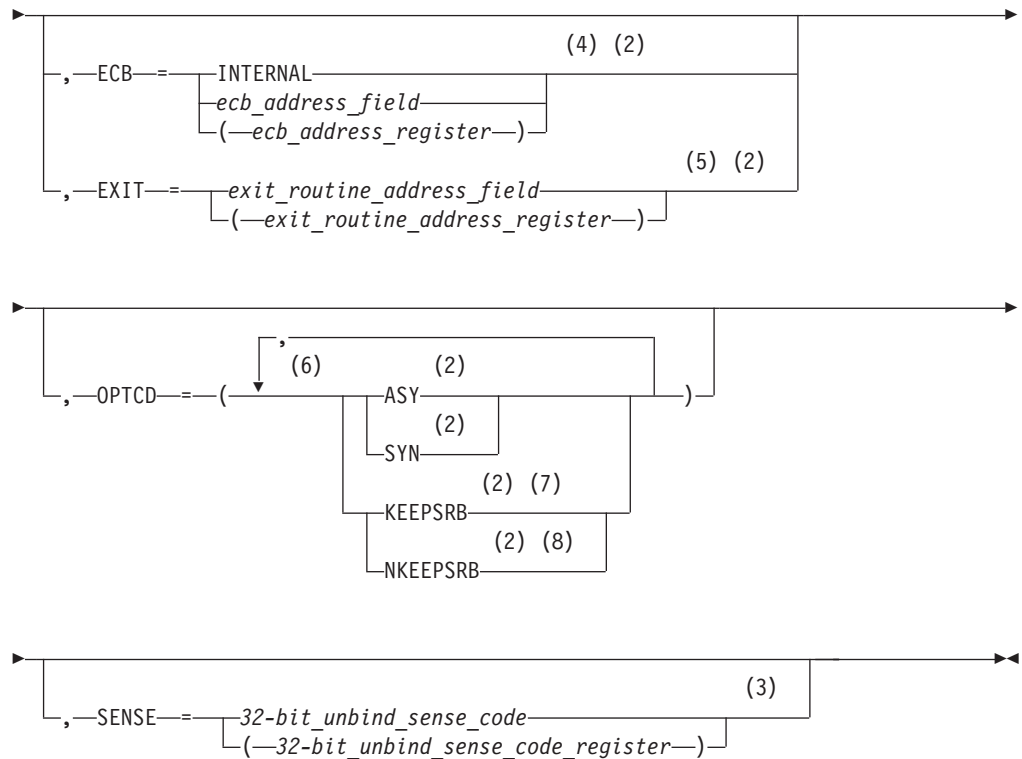 (4) (2)
, ECB = INTERNAL
ecb_address_field
( ecb_address_register )
(5) (2)
, EXIT = exit_routine_address_field
( exit_routine_address_register )
,
(6) (2)
, OPTCD = ( ASY )
(2)
SYN
(2) (7)
KEEPSRB
(2) (8)
NKEEPSRB
(3)
, SENSE = 32-bit_unbind_sense_code
( 32-bit_unbind_sense_code_register )